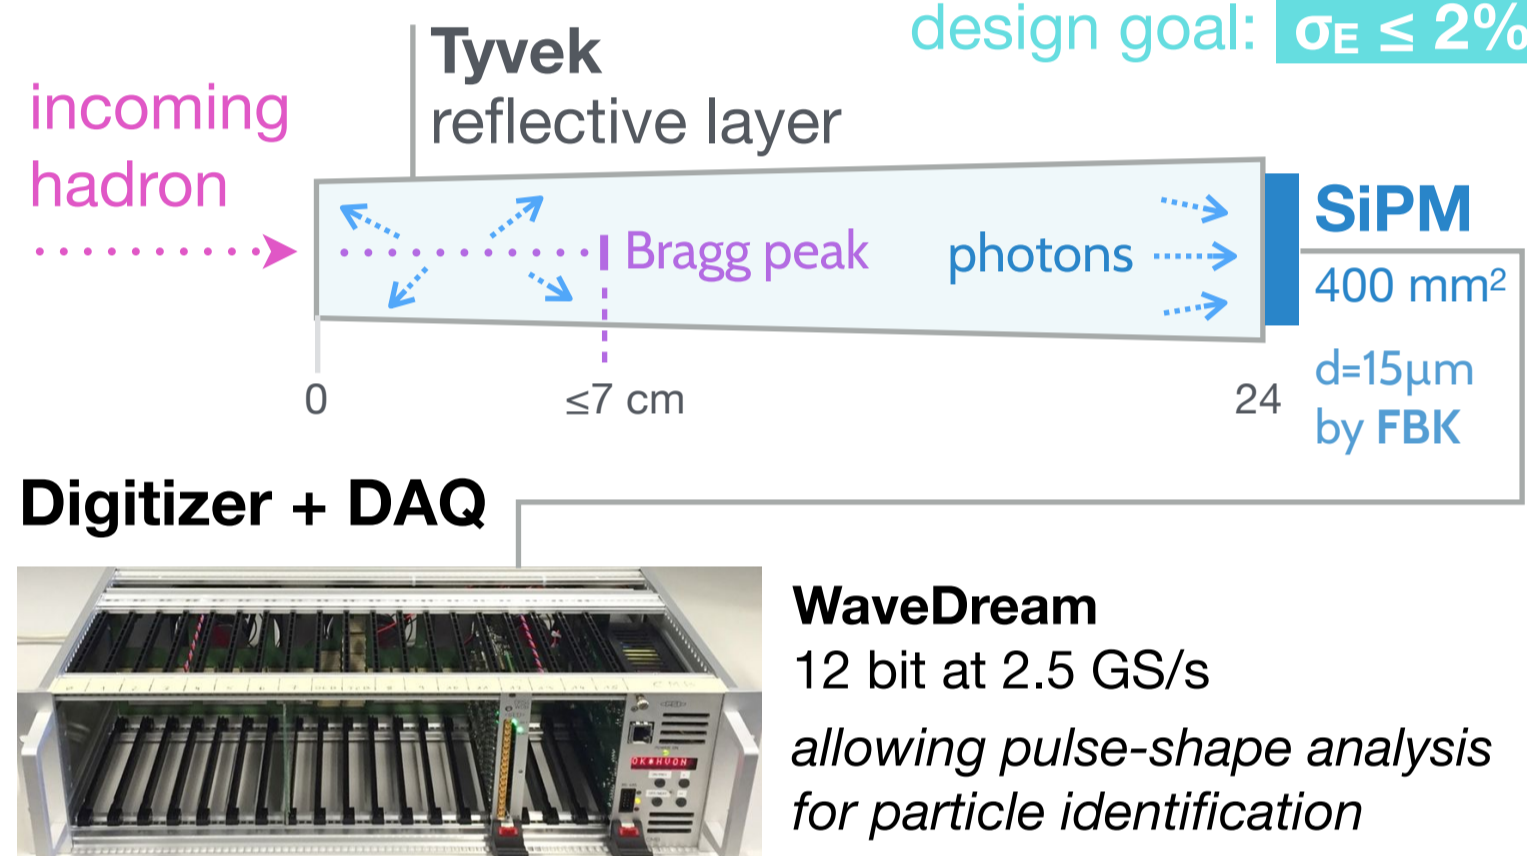 design goal: σE ≤ 2%
Tyvek
reflective layer
incoming
hadron
Bragg peak
photons
SiPM
400 mm²
d=15μm
by FBK
0
≤7 cm
24
Digitizer + DAQ
WaveDream
12 bit at 2.5 GS/s
allowing pulse-shape analysis
for particle identification